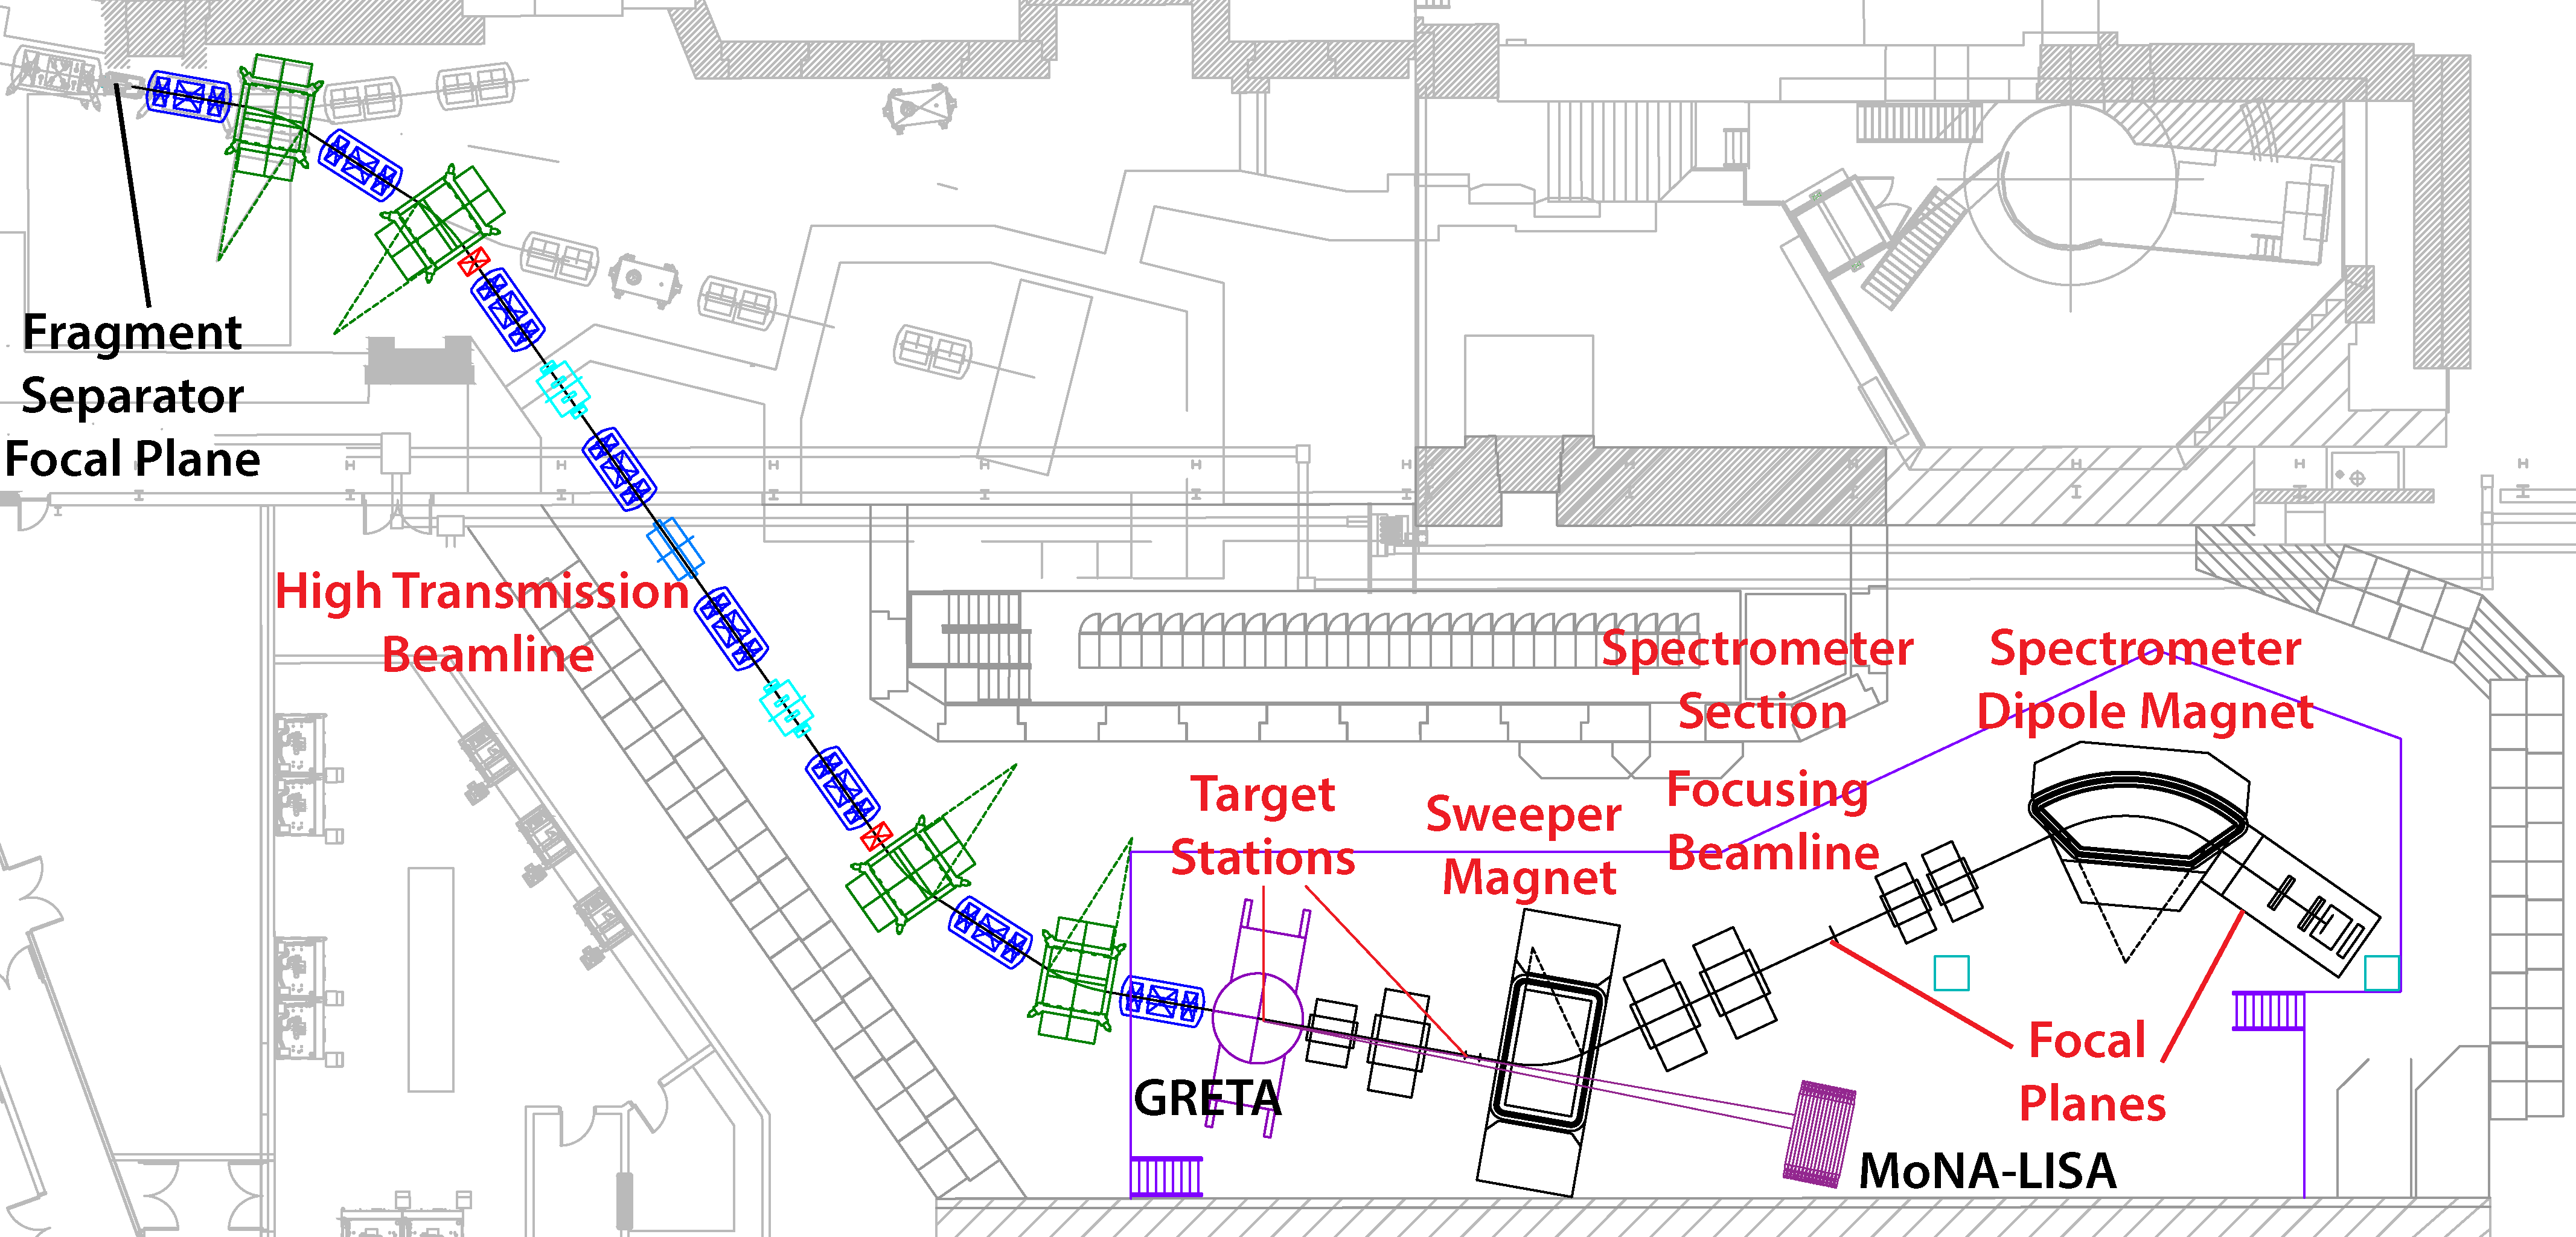 Fragment
Separator
Focal Plane
High Transmission
Beamline
Target
Stations
Sweeper
Magnet
Spectrometer
Section
Focusing
Beamline
Spectrometer
Dipole Magnet
Focal
Planes
GRETA
MoNA-LISA